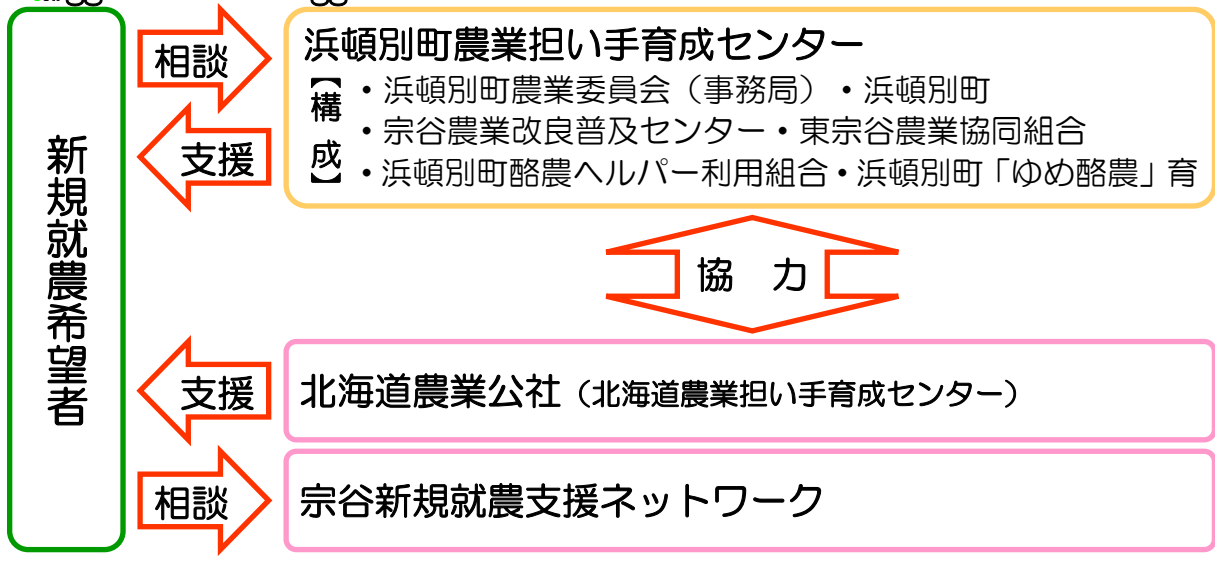 新規就農希望者
相談
支援
浜頓別町農業担い手育成センター
【構成】
・浜頓別町農業委員会（事務局）・浜頓別町
・宗谷農業改良普及センター・東宗谷農業協同組合
・浜頓別町酪農ヘルパー利用組合・浜頓別町「ゆめ酪農」育
協　力
支援
北海道農業公社（北海道農業担い手育成センター）
相談
宗谷新規就農支援ネットワーク